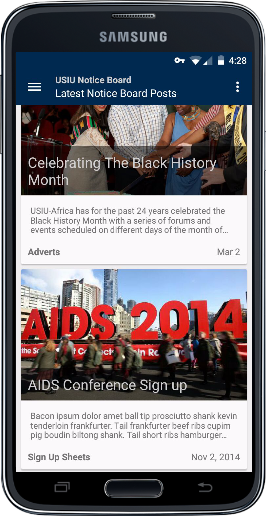 SAMSUNG
4:28
USIU Notice Board
Latest Notice Board Posts
Celebrating The Black History
Month
USIU-Africa has for the past 24 years celebrated the
Black History Month with a series of forums and
events scheduled on different days of the month of...
Adverts
Mar 2
AIDS 2014
AIDS Conference Sign up
Bacon ipsum dolor amet ball tip prosciutto shank kevin
tenderloin frankfurter. Tail frankfurter beef ribs cupim
pig boudin biltong shank. Tail short ribs hamburger...
Sign Up Sheets
Nov 2, 2014